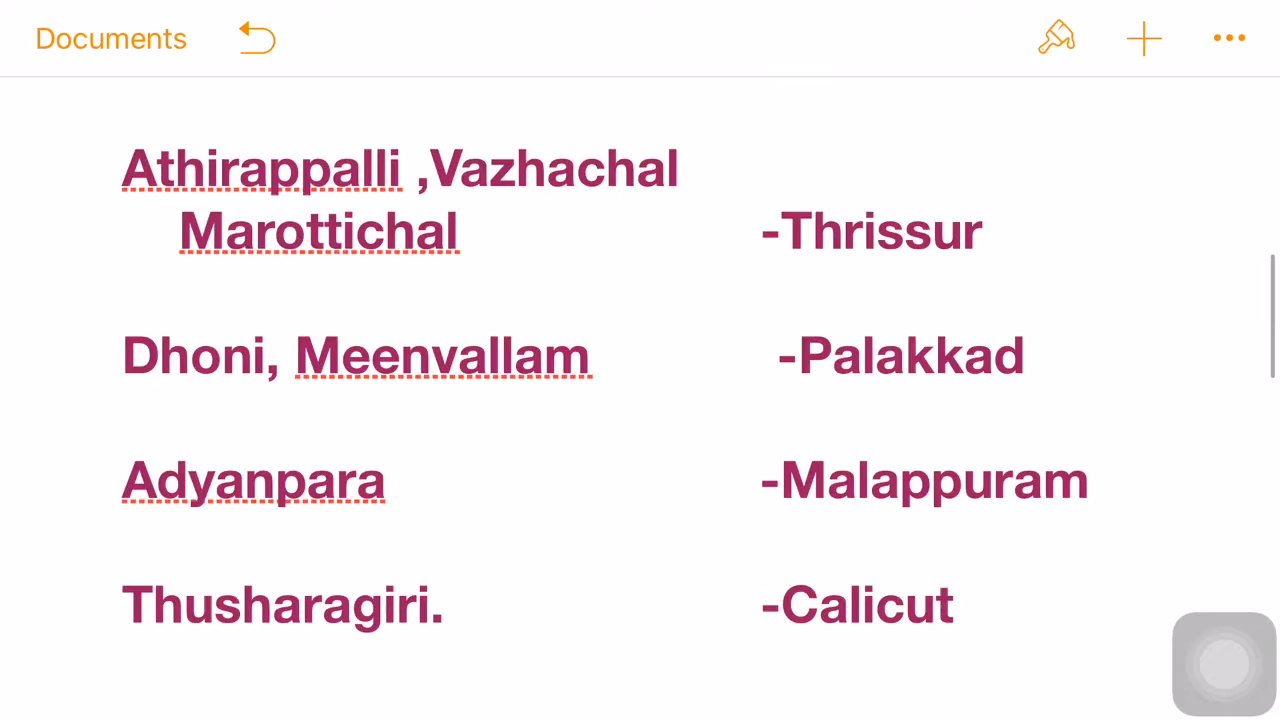 Documents
Athirappalli ,Vazhachal
Marottichal -Thrissur
Dhoni, Meenvallam -Palakkad
Adyanpara -Malappuram
Thusharagiri. -Calicut